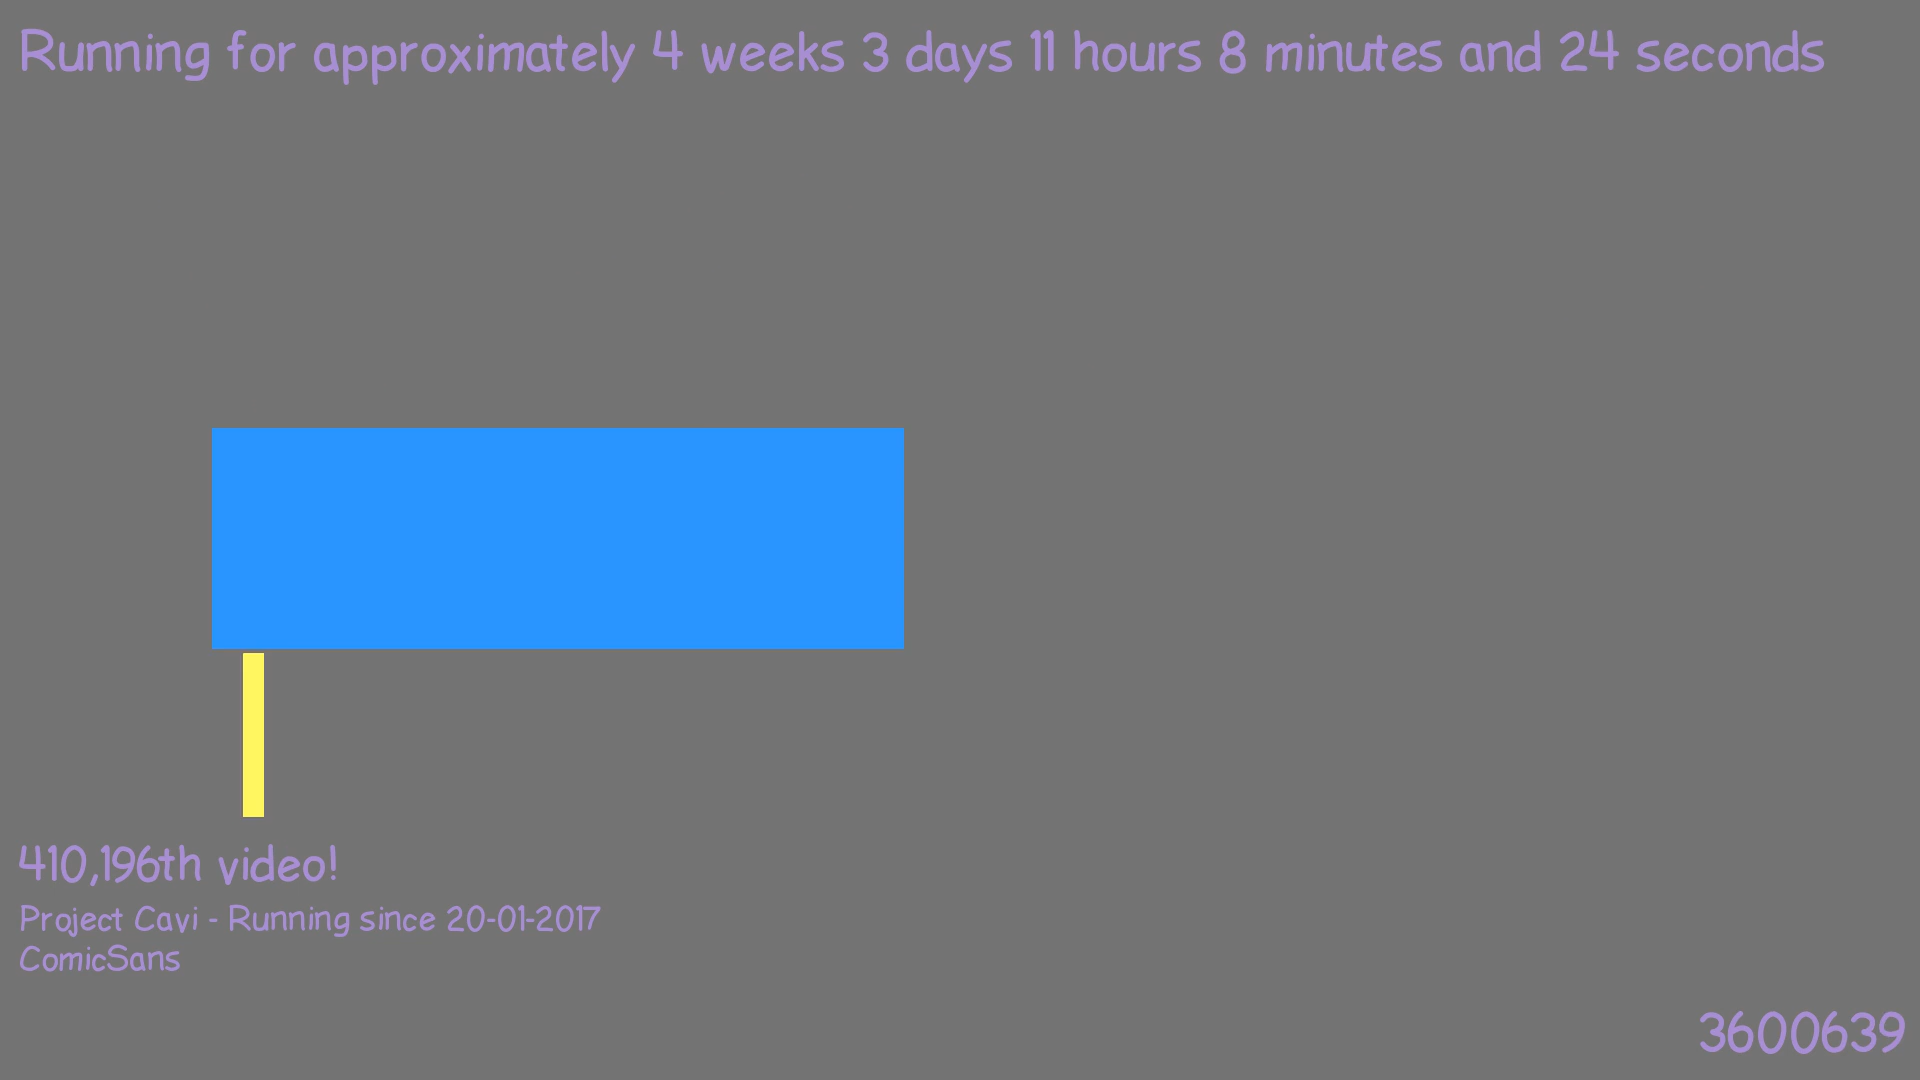 Running for approximately 4 weeks 3 days 11 hours 8 minutes and 24 seconds
410,196th video!
Project Cavi - Running since 20-01-2017
ComicSans
3600639